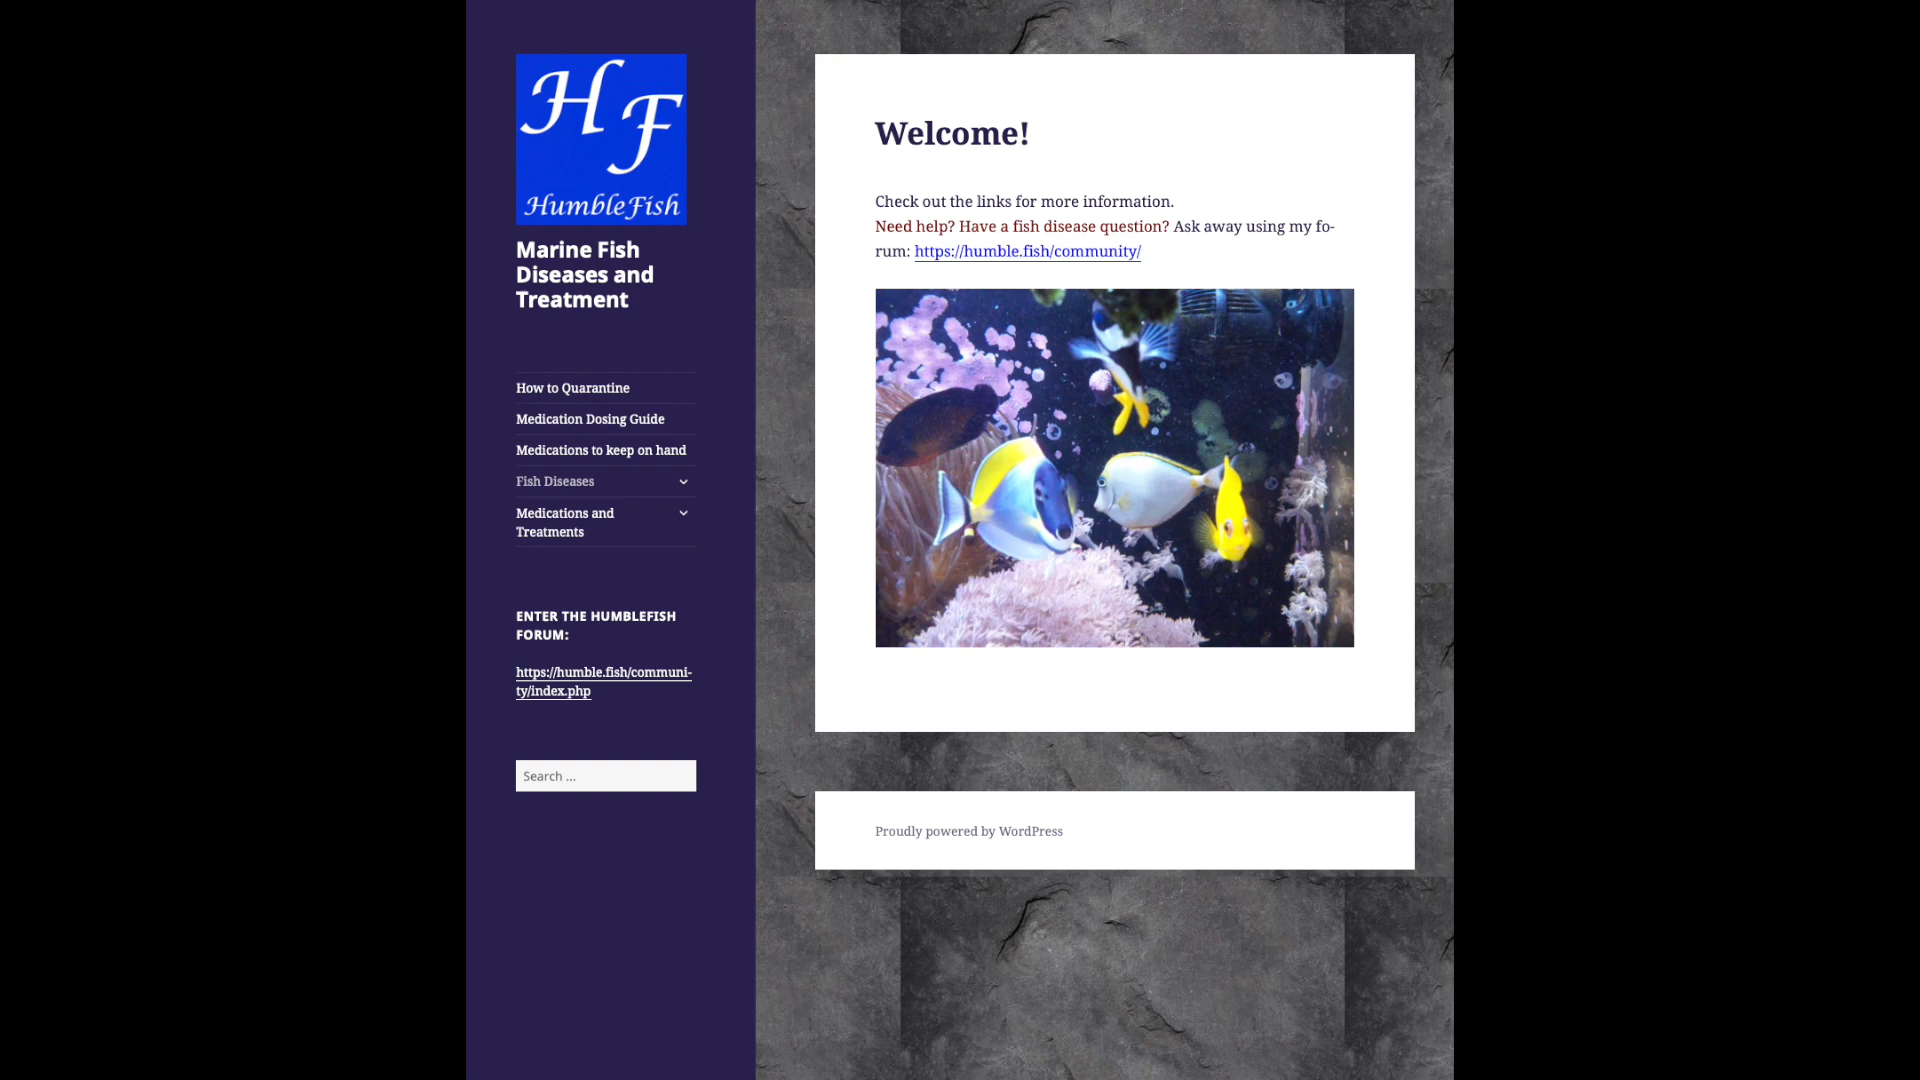 HF
HumbleFish
Marine Fish
Diseases and
Treatment
How to Quarantine
Medication Dosing Guide
Medications to keep on hand
Fish Diseases
Medications and
Treatments
ENTER THE HUMBLEFISH
FORUM:
https://humble.fish/communi-
ty/index.php
Search ...
Welcome!
Check out the links for more information.
Need help? Have a fish disease question? Ask away using my fo-
rum: https://humble.fish/community/
Proudly powered by WordPress